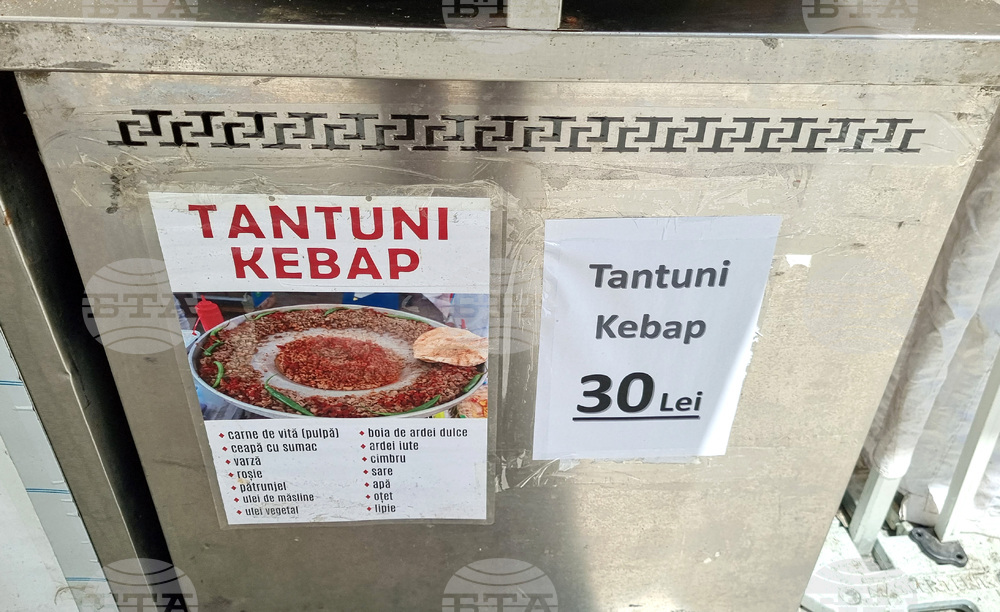 TANTUNI
KEBAP
carne de vită (pulpă)
ceapă cu sumac
varză
roșie
pătrunjel
ulei de măsline
ulei vegetal
boia de ardei dulce
ardei iute
cimbru
sare
apă
oțet
lipie
Tantuni
Kebap
30 Lei
БТА